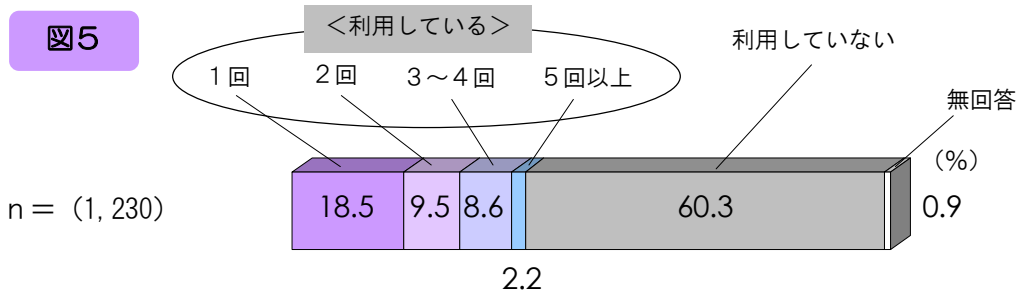 図5
＜利用している＞
利用していない
1回 2回 3～4回 5回以上
無回答
(%)
n＝（1,230） 18.5 9.5 8.6 60.3 0.9
2.2